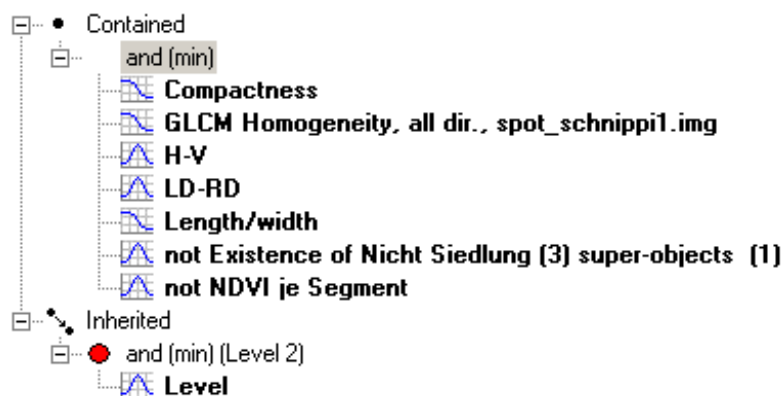 Contained
and (min)
Compactness
GLCM Homogeneity, all dir., spot_schnippi1.img
H-V
LD-RD
Length/width
not Existence of Nicht Siedlung (3) super-objects (1)
not NDVI je Segment
Inherited
and (min) (Level 2)
Level